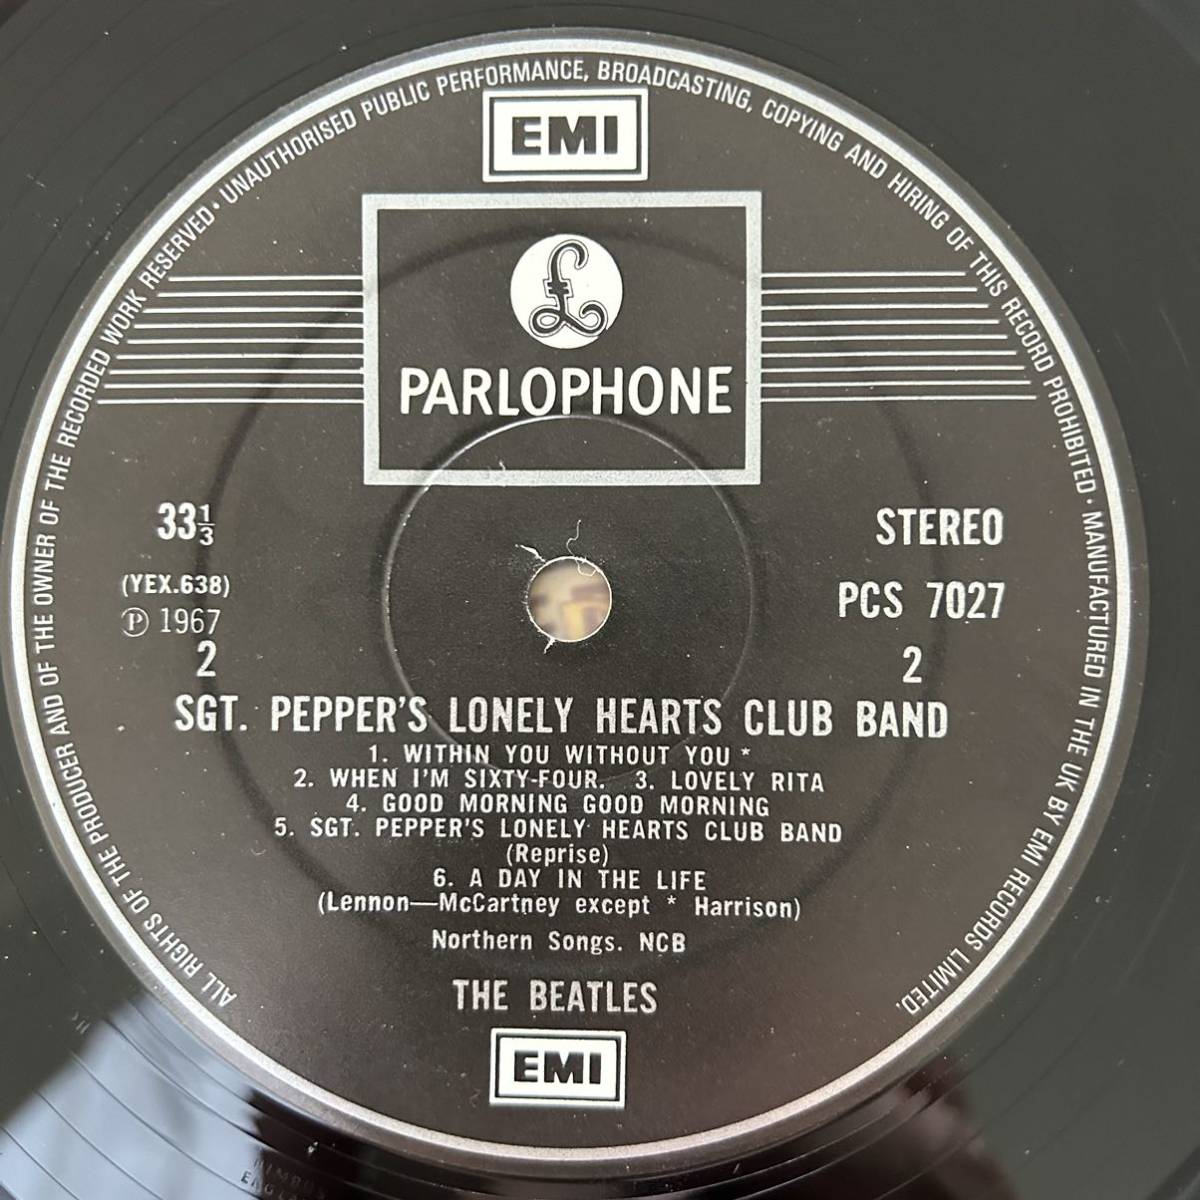 ALL RIGHTS OF THE PRODUCER AND OF THE OWNER OF THE RECORDED WORK RESERVED · UNAUTHORISED PUBLIC PERFORMANCE, BROADCASTING, COPYING AND HIRING OF THIS RECORD PROHIBITED · MANUFACTURED IN THE UK BY EMI RECORDS LIMITED.
EMI
£
PARLOPHONE
33⅓
STEREO
(YEX.638)
PCS 7027
Ⓟ 1967
2
2
SGT. PEPPER'S LONELY HEARTS CLUB BAND
1. WITHIN YOU WITHOUT YOU *
2. WHEN I'M SIXTY-FOUR. 3. LOVELY RITA
4. GOOD MORNING GOOD MORNING
5. SGT. PEPPER'S LONELY HEARTS CLUB BAND
(Reprise)
6. A DAY IN THE LIFE
(Lennon—McCartney except * Harrison)
Northern Songs. NCB
THE BEATLES
EMI